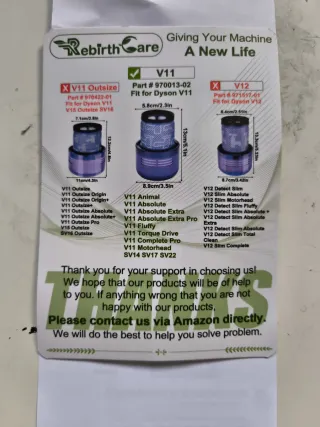 RebirthCare
Giving Your Machine
A New Life
X V11 Outsize
Part # 970422-01
Fit for Dyson V11
V15 Outsize SV18
✓ V11
Part # 970013-02
Fit for Dyson V11
X V12
Fit for Dyson V12
5.8cm/2.3in
8.9cm/3.5in
V11 Outsize
V11 Outsize Origin
V11 Outsize Origin+
V11 Outsize+
V11 Outsize Absolute
V11 Outsize Absolute+
V11 Outsize Pro
V15 Outsize
SV16 Outsize
V11 Animal
V11 Absolute
V11 Absolute Extra
V11 Absolute Extra Pro
V11 Fluffy
V11 Torque Drive
V11 Complete Pro
V11 Motorhead
SV14 SV17 SV22
V12 Detect Slim
V12 Slim Absolute
V12 Slim Motorhead
V12 Detect Slim Fluffy
V12 Detect Slim Absolute +
V12 Detect Slim Absolute
Extra
V12 Detect Slim Absolute
V12 Detect Slim Total
Clean
V12 Slim Complete
THANKS
Thank you for your support in choosing us!
We hope that our products will be of help
to you. If anything wrong that you are not
happy with our products,
Please contact us via Amazon directly.
We will do the best to help you solve problem.